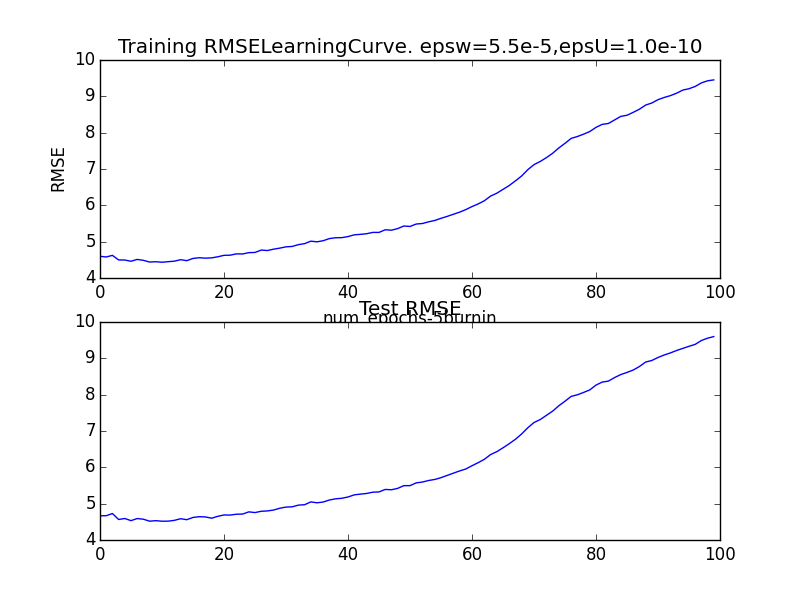 Training RMSELearningCurve. epsw=5.5e-5,epsU=1.0e-10
10
9
8
7
6
5
4
RMSE
0 20 40 60 80 100
num_epochs-5burnin
Test RMSE
10
9
8
7
6
5
4
0 20 40 60 80 100